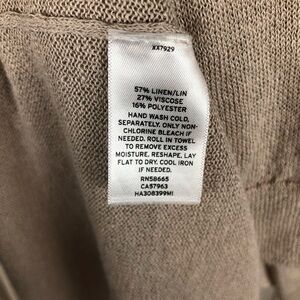 XX7929
57% LINEN/LIN
27% VISCOSE
16% POLYESTER
HAND WASH COLD,
SEPARATELY. ONLY NON-
CHLORINE BLEACH IF
NEEDED. ROLL IN TOWEL
TO REMOVE EXCESS
MOISTURE. RESHAPE, LAY
FLAT TO DRY. COOL IRON
IF NEEDED.
RN58665
CA57963
HA308399MI